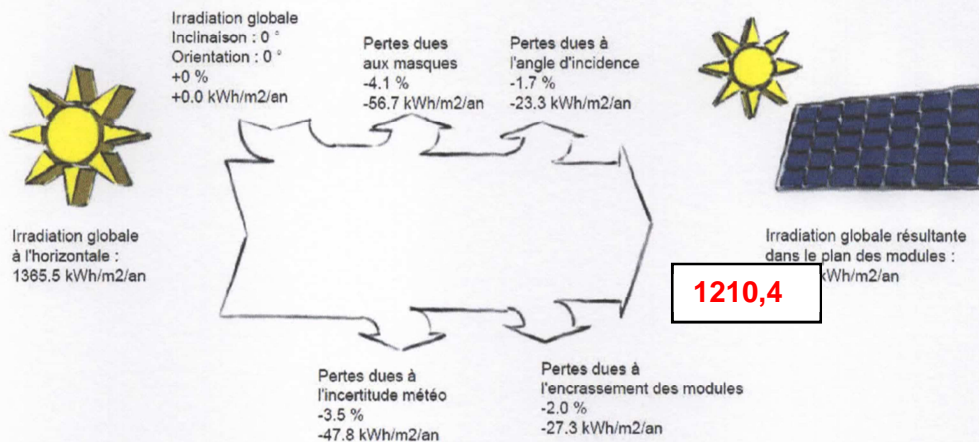 Irradiation globale
Inclinaison : 0 °
Orientation : 0 °
+0 %
+0.0 kWh/m2/an
Pertes dues
aux masques
-4.1 %
-56.7 kWh/m2/an
Pertes dues à
l'angle d'incidence
-1.7 %
-23.3 kWh/m2/an
Irradiation globale
à l'horizontale :
1365.5 kWh/m2/an
Irradiation globale résultante
dans le plan des modules :
kWh/m2/an
1210,4
Pertes dues à
l'incertitude météo
-3.5 %
-47.8 kWh/m2/an
Pertes dues à
l'encrassement des modules
-2.0 %
-27.3 kWh/m2/an